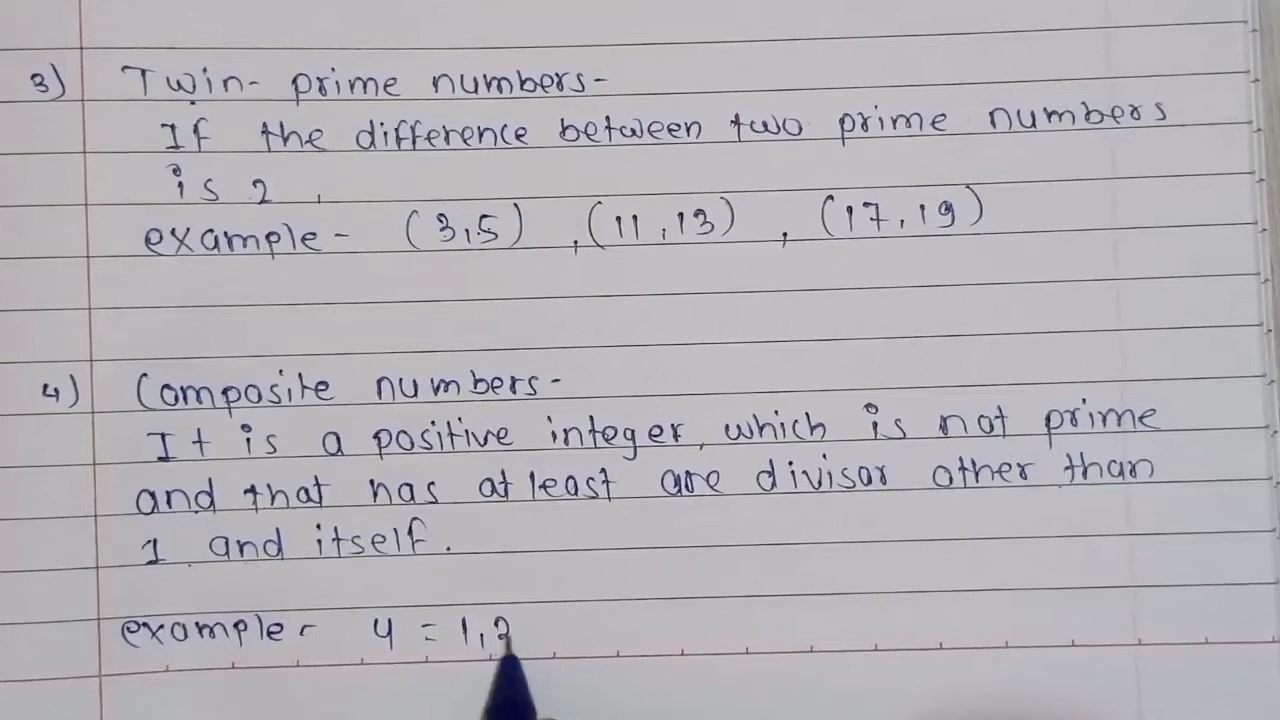 3) Twin- prime numbers-
If the difference between two prime numbers
is 2 ,
example - (3,5) , (11,13) , (17,19)
4) Composite numbers-
It is a positive integer, which is not prime
and that has at least are divisor other than
1 and itself.
example - 4 = 1,2